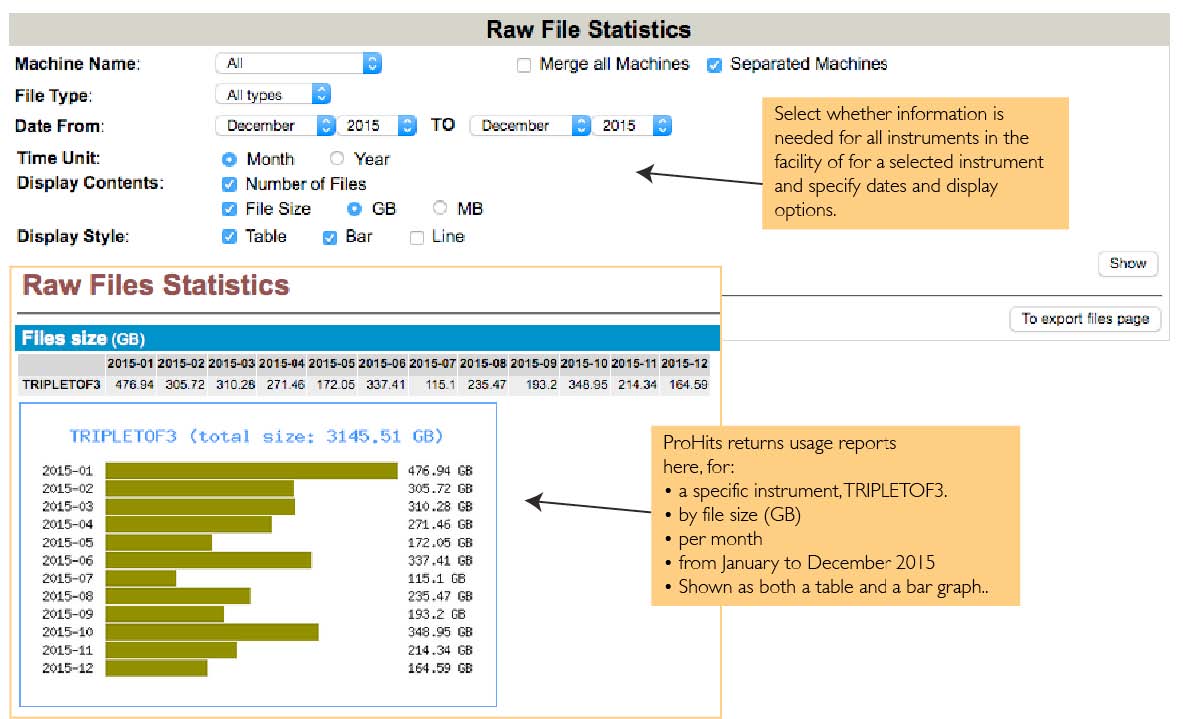 Raw File Statistics
Machine Name: All Merge all Machines Separated Machines
File Type: All types
Date From: December 2015 TO December 2015
Time Unit: Month Year
Display Contents: Number of Files
File Size GB MB
Display Style: Table Bar Line
Select whether information is
needed for all instruments in the
facility of for a selected instrument
and specify dates and display
options.
Show
To export files page
Raw Files Statistics
Files size (GB)
2015-01 2015-02 2015-03 2015-04 2015-05 2015-06 2015-07 2015-08 2015-09 2015-10 2015-11 2015-12
TRIPLETOF3 476.94 305.72 310.28 271.46 172.05 337.41 115.1 235.47 193.2 348.95 214.34 164.59
TRIPLETOF3 (total size: 3145.51 GB)
2015-01 476.94 GB
2015-02 305.72 GB
2015-03 310.28 GB
2015-04 271.46 GB
2015-05 172.05 GB
2015-06 337.41 GB
2015-07 115.1 GB
2015-08 235.47 GB
2015-09 193.2 GB
2015-10 348.95 GB
2015-11 214.34 GB
2015-12 164.59 GB
ProHits returns usage reports
here, for:
• a specific instrument, TRIPLETOF3.
• by file size (GB)
• per month
• from January to December 2015
• Shown as both a table and a bar graph..